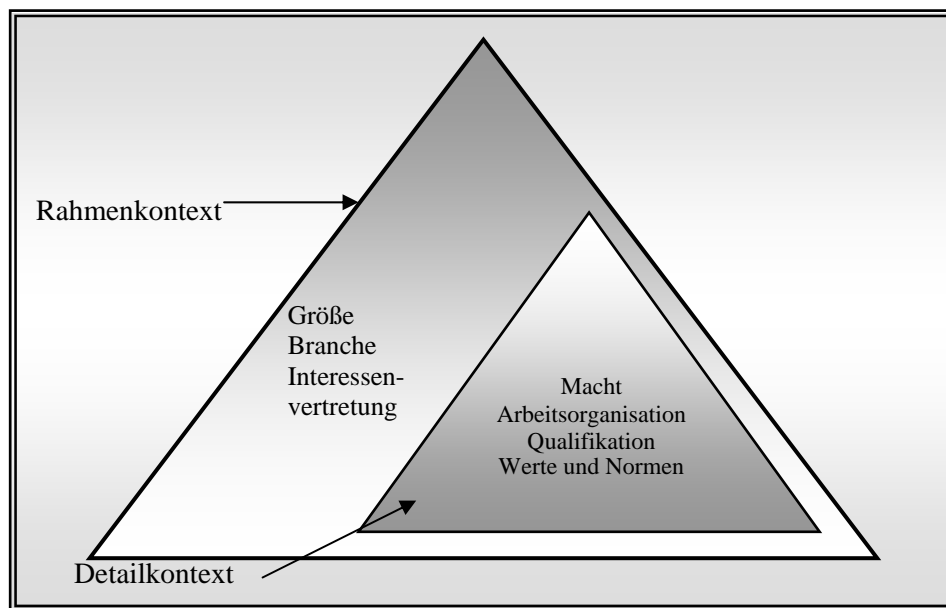 Rahmenkontext
Größe
Branche
Interessen-
vertretung
Macht
Arbeitsorganisation
Qualifikation
Werte und Normen
Detailkontext